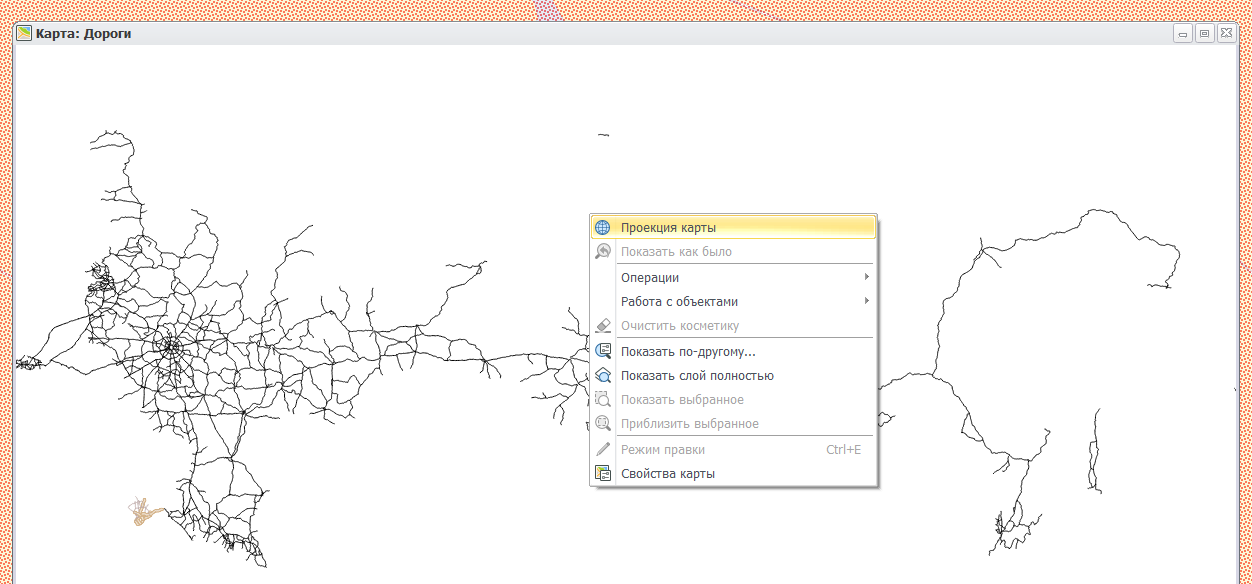 Карта: Дороги
Проекция карты
Показать как было
Операции
Работа с объектами
Очистить косметику
Показать по-другому...
Показать слой полностью
Показать выбранное
Приблизить выбранное
Режим правки Ctrl+E
Свойства карты